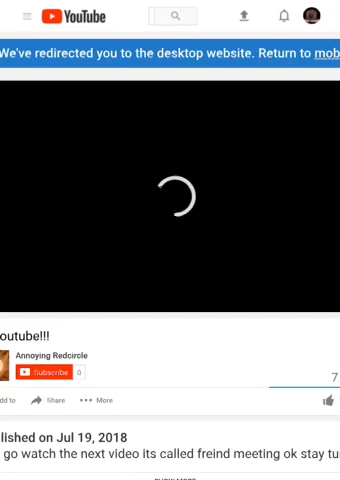 YouTube
We've redirected you to the desktop website. Return to mob
outube!!!
Annoying Redcircle
Subscribe 0
7
dd to Share More
lished on Jul 19, 2018
go watch the next video its called freind meeting ok stay tu